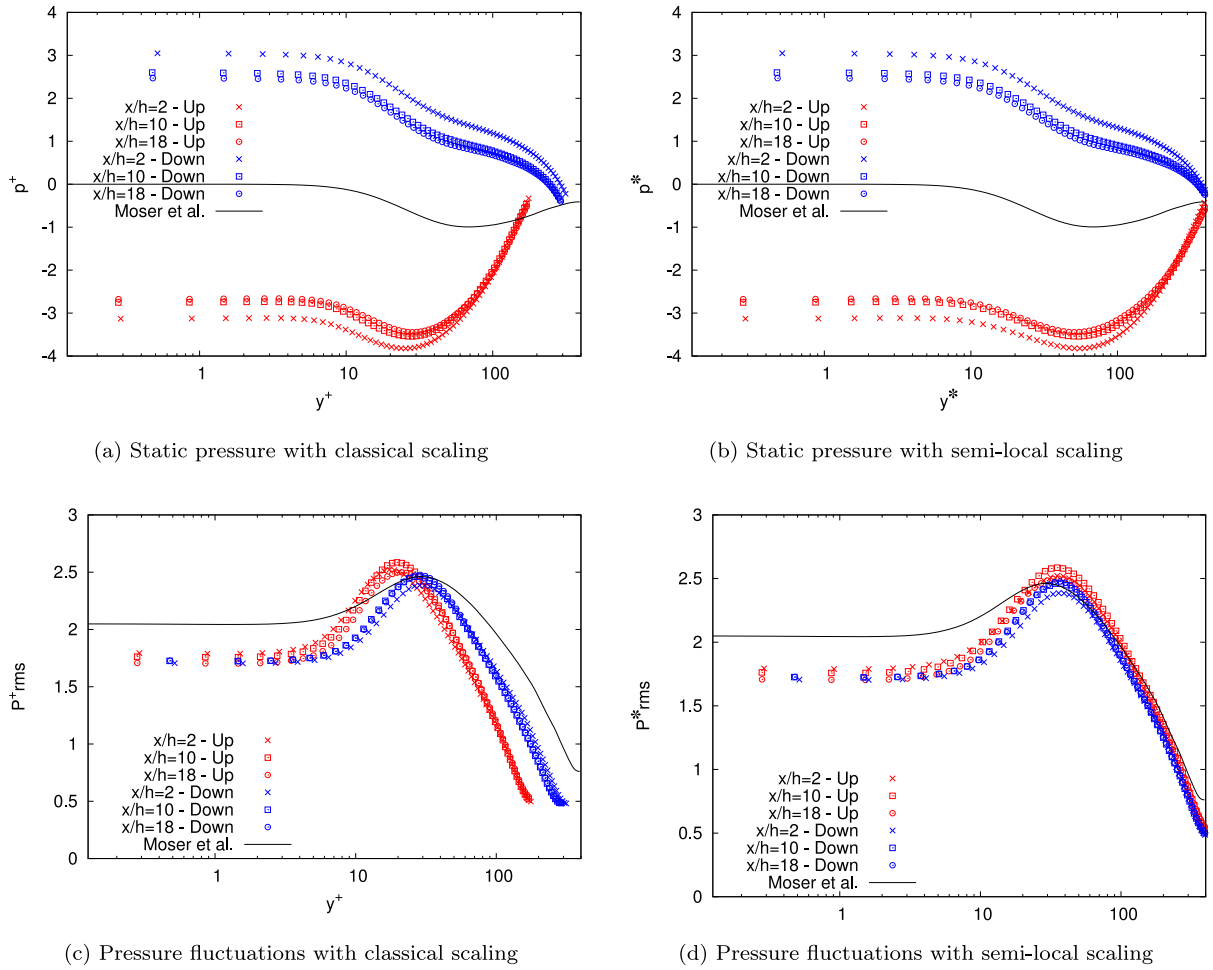 4
3
2
1
0
-1
-2
-3
-4
p+
x/h=2 - Up
x/h=10 - Up
x/h=18 - Up
x/h=2 - Down
x/h=10 - Down
x/h=18 - Down
Moser et al.
1 10 100
y+
(a) Static pressure with classical scaling
4
3
2
1
0
-1
-2
-3
-4
p*
x/h=2 - Up
x/h=10 - Up
x/h=18 - Up
x/h=2 - Down
x/h=10 - Down
x/h=18 - Down
Moser et al.
1 10 100
y*
(b) Static pressure with semi-local scaling
3
2.5
2
1.5
1
0.5
0
P+rms
x/h=2 - Up
x/h=10 - Up
x/h=18 - Up
x/h=2 - Down
x/h=10 - Down
x/h=18 - Down
Moser et al.
1 10 100
y+
(c) Pressure fluctuations with classical scaling
3
2.5
2
1.5
1
0.5
0
P*rms
x/h=2 - Up
x/h=10 - Up
x/h=18 - Up
x/h=2 - Down
x/h=10 - Down
x/h=18 - Down
Moser et al.
1 10 100
(d) Pressure fluctuations with semi-local scaling